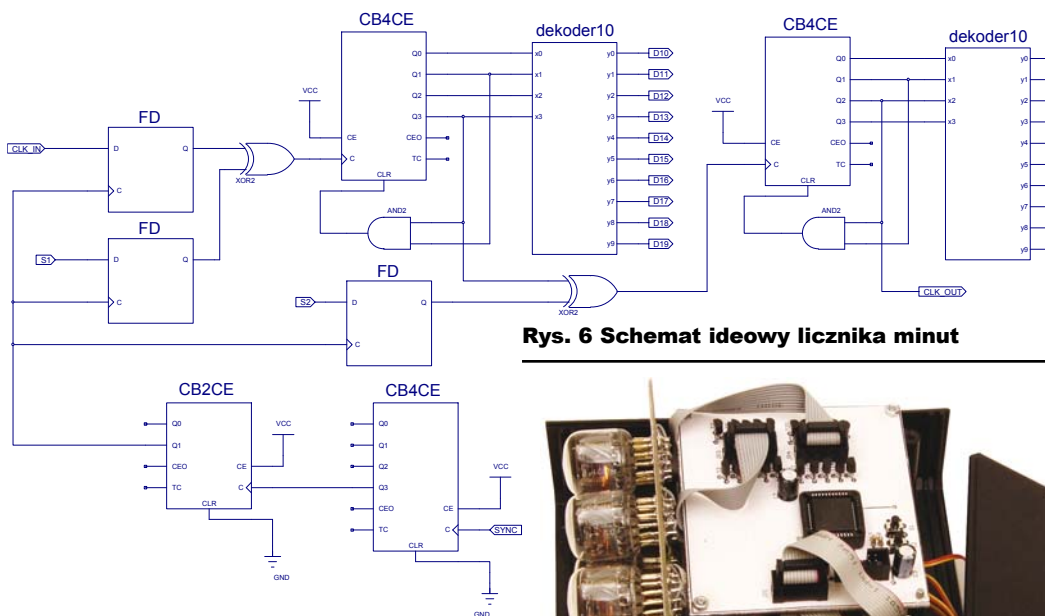 CB4CE
Q0
Q1
Q2
Q3
CEO
TC
CE
C
CLR
VCC
dekoder10
x0
x1
x2
x3
y0
y1
y2
y3
y4
y5
y6
y7
y8
y9
D10
D11
D12
D13
D14
D15
D16
D17
D18
D19
CB4CE
Q0
Q1
Q2
Q3
CEO
TC
CE
C
CLR
VCC
dekoder10
x0
x1
x2
x3
y0
y1
y2
y3
y4
y5
y6
y7
y8
y9
CLK_IN
FD
D
Q
C
XOR2
AND2
AND2
S1
FD
D
Q
C
S2
FD
D
Q
C
XOR2
CLK_OUT
Rys. 6 Schemat ideowy licznika minut
CB2CE
Q0
Q1
CEO
TC
CE
C
CLR
VCC
GND
CB4CE
Q0
Q1
Q2
Q3
CEO
TC
CE
C
CLR
VCC
SYNC
GND